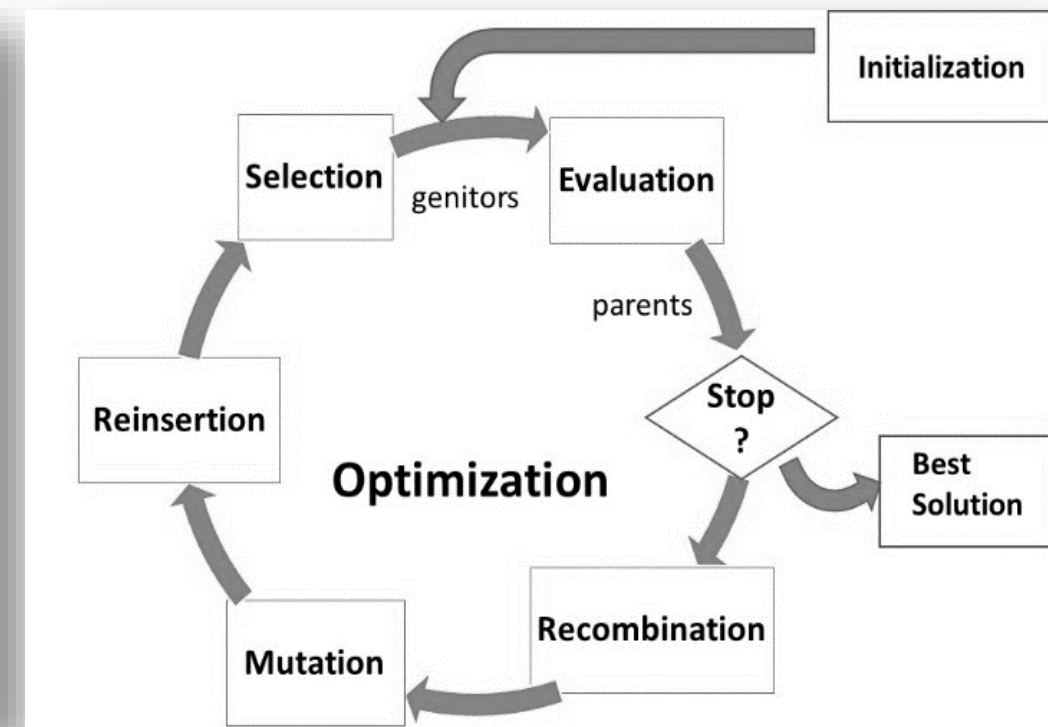 Initialization
Selection
genitors
Evaluation
parents
Stop
?
Best
Solution
Reinsertion
Optimization
Recombination
Mutation